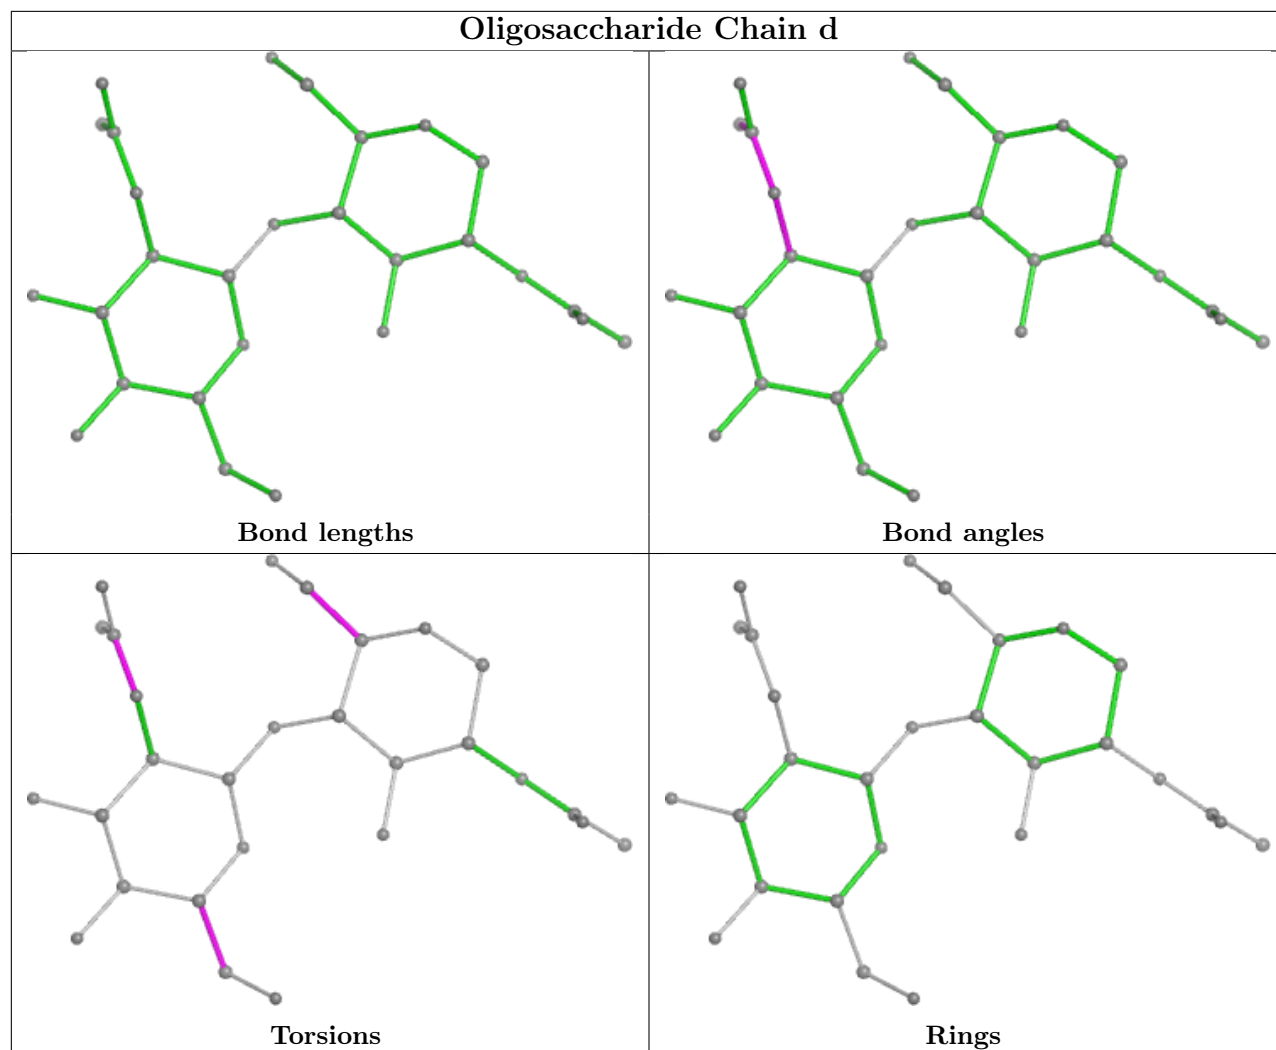 Oligosaccharide Chain d
Bond lengths
Bond angles
Torsions
Rings